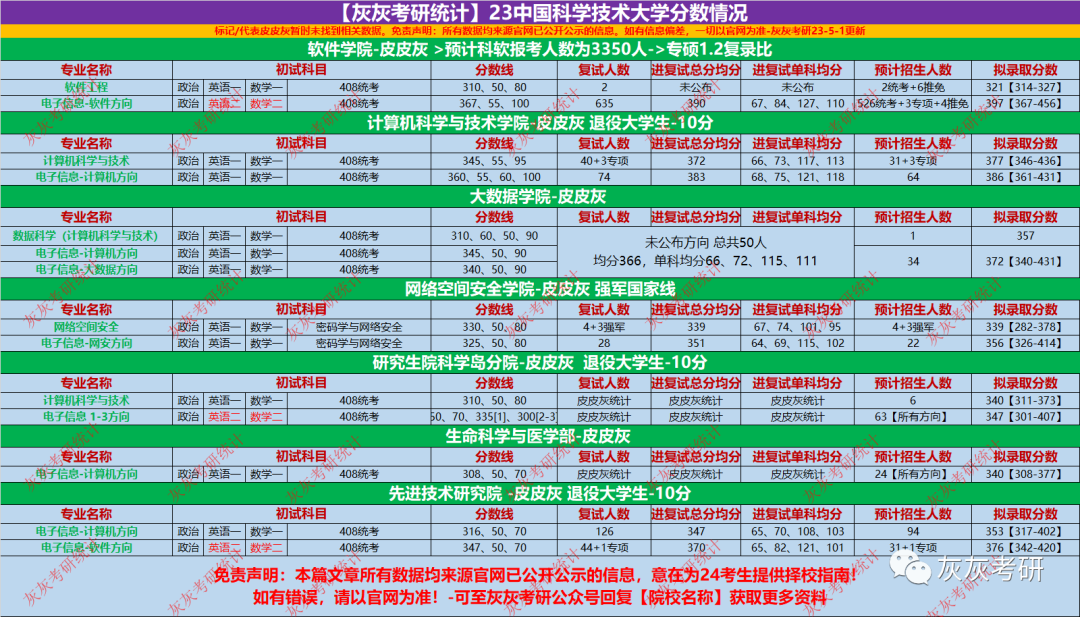 【灰灰考研统计】23中国科学技术大学分数情况
标记/代表皮皮灰暂时未找到相关数据。免责声明：所有数据均来源官网已公开公示的信息。如有信息偏差，一切以官网为准-灰灰考研23-5-1更新
软件学院-皮皮灰 >预计科软报考人数为3350人->专硕1.2复录比
专业名称 初试科目 分数线 复试人数 进复试总分均分 进复试单科均分 预计招生人数 拟录取分数
软件工程 政治 英语一 数学一 408统考 310、50、80 2 未公布 未公布 2统考+6推免 321【314-327】
电子信息-软件方向 政治 英语二 数学二 408统考 367、55、100 635 390 67、84、127、110 526统考+3专项+4推免 397【367-456】
计算机科学与技术学院-皮皮灰 退役大学生-10分
专业名称 初试科目 分数线 复试人数 进复试总分均分 进复试单科均分 预计招生人数 拟录取分数
计算机科学与技术 政治 英语一 数学一 408统考 345、55、95 40+3专项 372 66、73、117、113 31+3专项 377【346-436】
电子信息-计算机方向 政治 英语一 数学一 408统考 360、55、60、100 74 383 68、75、121、118 64 386【361-431】
大数据学院-皮皮灰
专业名称 初试科目 分数线 复试人数 进复试总分均分 进复试单科均分 预计招生人数 拟录取分数
数据科学（计算机科学与技术） 政治 英语一 数学一 408统考 310、60、50、90 未公布方向 总共50人 1 357
电子信息-计算机方向 政治 英语一 数学一 408统考 345、50、90 均分366，单科均分66、72、115、111 34 372【340-431】
电子信息-大数据方向 政治 英语一 数学一 408统考 340、50、90
网络空间安全学院-皮皮灰 强军国家线
专业名称 初试科目 分数线 复试人数 进复试总分均分 进复试单科均分 预计招生人数 拟录取分数
网络空间安全 政治 英语一 数学一 密码学与网络安全 330、50、80 4+3强军 339 67、74、101、95 4+3强军 339【282-378】
电子信息-网安方向 政治 英语一 数学一 密码学与网络安全 325、50、80 28 351 64、69、115、102 22 356【326-414】
研究生院科学岛分院-皮皮灰 退役大学生-10分
专业名称 初试科目 分数线 复试人数 进复试总分均分 进复试单科均分 预计招生人数 拟录取分数
计算机科学与技术 政治 英语一 数学一 408统考 310、50、80 皮皮灰统计 皮皮灰统计 皮皮灰统计 6 340【311-373】
电子信息 1-3方向 政治 英语二 数学二 408统考 50、70、335[1]、300[2-3 皮皮灰统计 皮皮灰统计 皮皮灰统计 63【所有方向】 347【301-407】
生命科学与医学部-皮皮灰
专业名称 初试科目 分数线 复试人数 进复试总分均分 进复试单科均分 预计招生人数 拟录取分数
电子信息-计算机方向 政治 英语一 数学一 408统考 308、50、70 皮皮灰统计 皮皮灰统计 皮皮灰统计 24【所有方向】 340【308-377】
先进技术研究院 -皮皮灰 退役大学生-10分
专业名称 初试科目 分数线 复试人数 进复试总分均分 进复试单科均分 预计招生人数 拟录取分数
电子信息-计算机方向 政治 英语一 数学一 408统考 316、50、70 126 347 65、70、108、103 94 353【317-402】
电子信息-软件方向 政治 英语二 数学二 408统考 347、50、70 44+1专项 370 65、82、121、101 31+1专项 376【342-420】
免责声明：本篇文章所有数据均来源官网已公开公示的信息，意在为24考生提供择校指南！
如有错误，请以官网为准！-可至灰灰考研公众号回复【院校名称】获取更多资料
灰灰考研